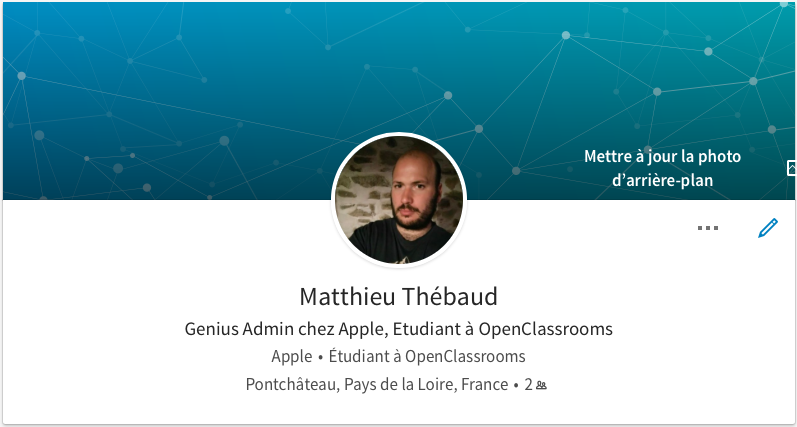 Mettre à jour la photo
d’arrière-plan
Matthieu Thébaud
Genius Admin chez Apple, Etudiant à OpenClassrooms
Apple • Étudiant à OpenClassrooms
Pontchâteau, Pays de la Loire, France • 2